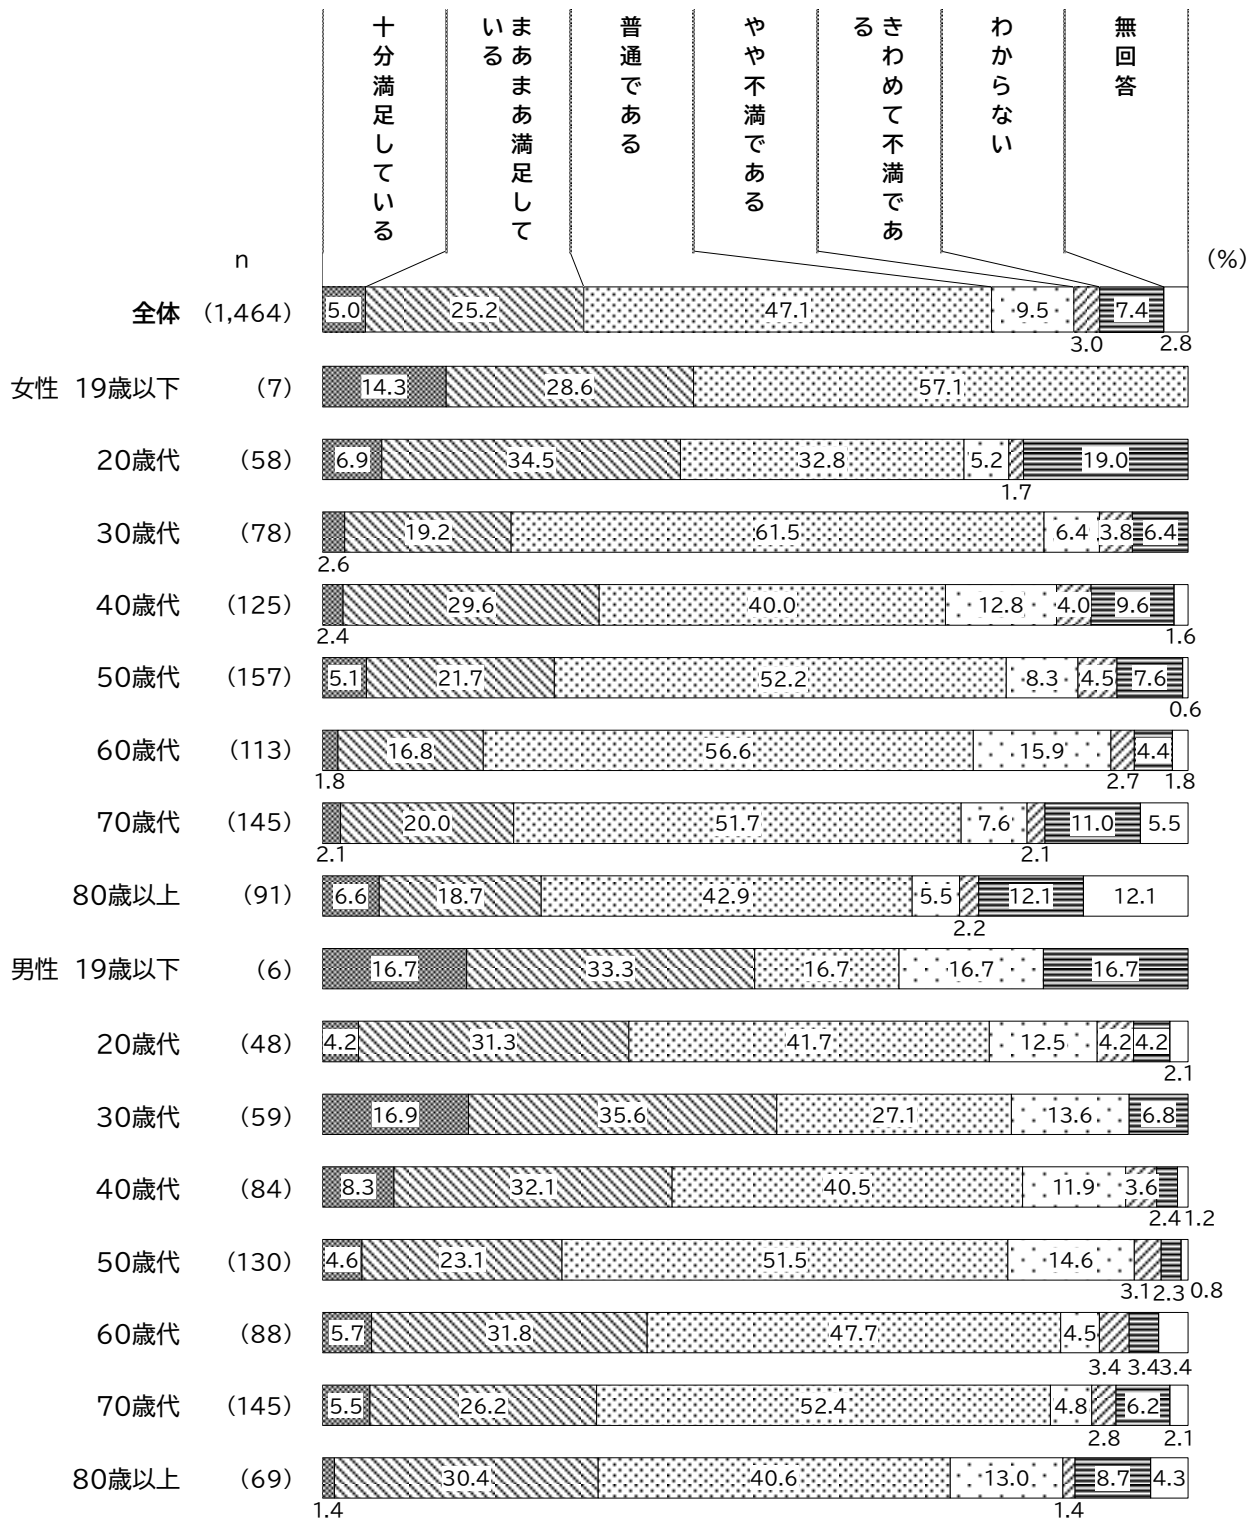 十分満足している
まあまあ満足して
いる
普通である
やや不満である
きわめて不満であ
る
わからない
無回答
n
(%)
全体 (1,464) 5.0 25.2 47.1 9.5 3.0 7.4 2.8
女性 19歳以下 (7) 14.3 28.6 57.1
20歳代 (58) 6.9 34.5 32.8 5.2 1.7 19.0
30歳代 (78) 2.6 19.2 61.5 6.4 3.8 6.4
40歳代 (125) 2.4 29.6 40.0 12.8 4.0 9.6 1.6
50歳代 (157) 5.1 21.7 52.2 8.3 4.5 7.6 0.6
60歳代 (113) 1.8 16.8 56.6 15.9 2.7 4.4 1.8
70歳代 (145) 2.1 20.0 51.7 7.6 2.1 11.0 5.5
80歳以上 (91) 6.6 18.7 42.9 5.5 2.2 12.1 12.1
男性 19歳以下 (6) 16.7 33.3 16.7 16.7 16.7
20歳代 (48) 4.2 31.3 41.7 12.5 4.2 4.2 2.1
30歳代 (59) 16.9 35.6 27.1 13.6 6.8
40歳代 (84) 8.3 32.1 40.5 11.9 3.6 2.4 1.2
50歳代 (130) 4.6 23.1 51.5 14.6 3.1 2.3 0.8
60歳代 (88) 5.7 31.8 47.7 4.5 3.4 3.4 3.4
70歳代 (145) 5.5 26.2 52.4 4.8 2.8 6.2 2.1
80歳以上 (69) 1.4 30.4 40.6 13.0 1.4 8.7 4.3